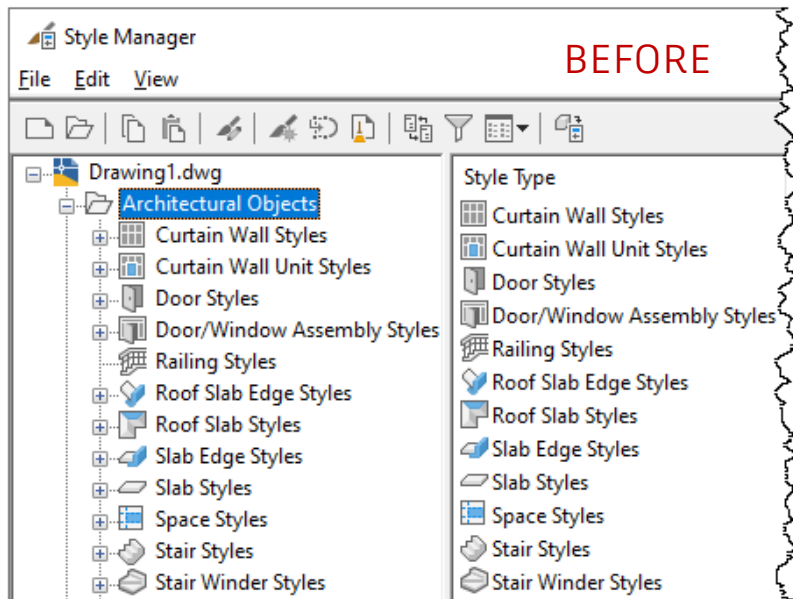 Style Manager
BEFORE
File Edit View
Drawing1.dwg
Architectural Objects
Curtain Wall Styles
Curtain Wall Unit Styles
Door Styles
Door/Window Assembly Styles
Railing Styles
Roof Slab Edge Styles
Roof Slab Styles
Slab Edge Styles
Slab Styles
Space Styles
Stair Styles
Stair Winder Styles
Style Type
Curtain Wall Styles
Curtain Wall Unit Styles
Door Styles
Door/Window Assembly Styles
Railing Styles
Roof Slab Edge Styles
Roof Slab Styles
Slab Edge Styles
Slab Styles
Space Styles
Stair Styles
Stair Winder Styles